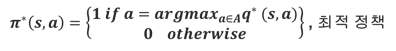 π*(s,a) = {1 if a = argmax_{a∈A}q*(s,a)
0 otherwise}, 최적 정책